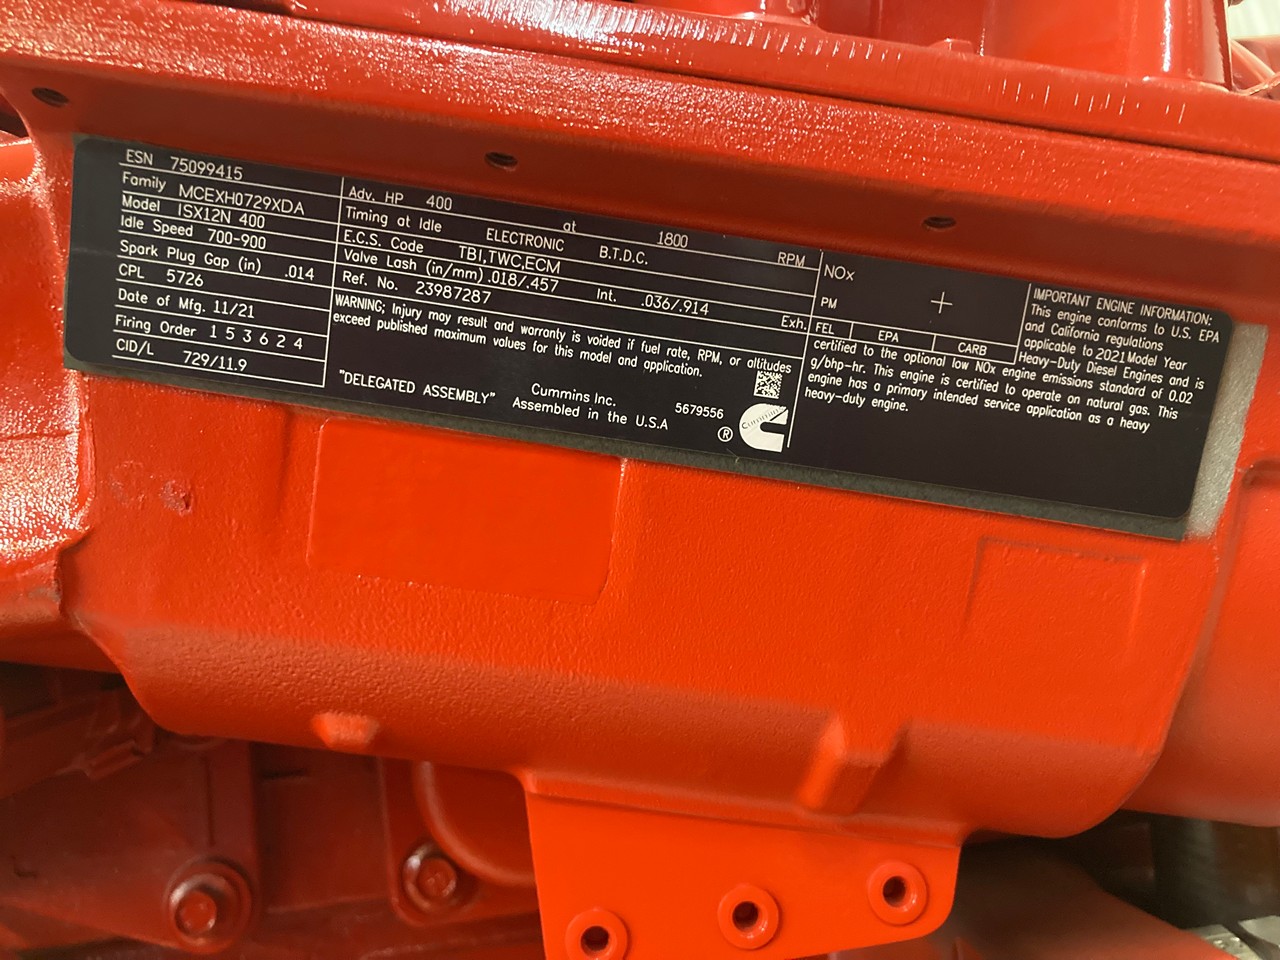 ESN 75099415
Family MCEXH0729XDA
Model ISX12N 400
Idle Speed 700-900
Spark Plug Gap (in) .014
CPL 5726
Date of Mfg. 11/21
Firing Order 1 5 3 6 2 4
CID/L 729/11.9
Adv. HP 400 at 1800 RPM
Timing at Idle ELECTRONIC B.T.D.C.
E.C.S. Code TBI,TWC,ECM
Valve Lash (in/mm) .018/.457 Int. .036/.914 Exh.
Ref. No. 23987287
WARNING; Injury may result and warranty is voided if fuel rate, RPM, or altitudes
exceed published maximum values for this model and application.
"DELEGATED ASSEMBLY"
Cummins Inc.
Assembled in the U.S.A
5679556
®
Cummins
NOx
PM
+
FEL EPA CARB
IMPORTANT ENGINE INFORMATION:
This engine conforms to U.S. EPA
and California regulations
applicable to 2021 Model Year
Heavy-Duty Diesel Engines and is
certified to the optional low NOx engine emissions standard of 0.02
g/bhp-hr. This engine is certified to operate on natural gas. This
engine has a primary intended service application as a heavy
heavy-duty engine.